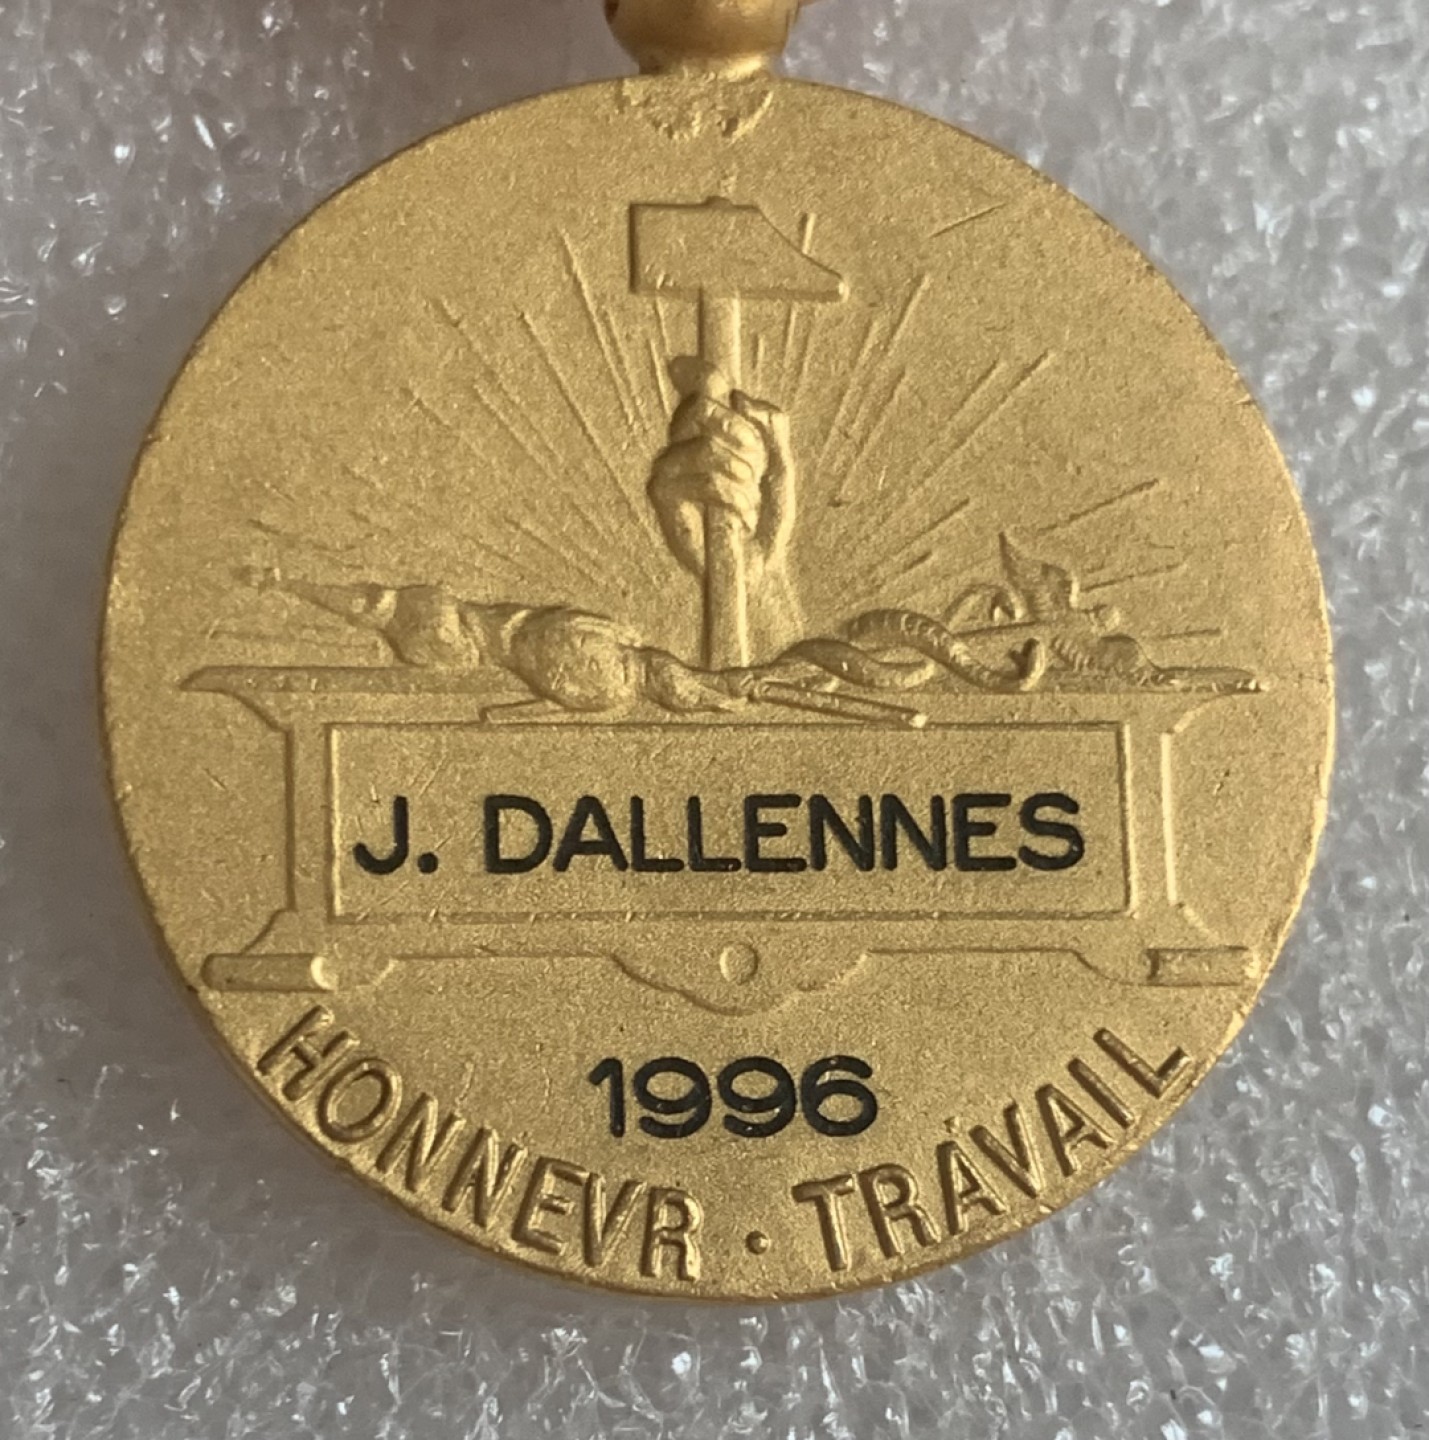 J. DALLENNES
1996
HONNEVR · TRAVAIL